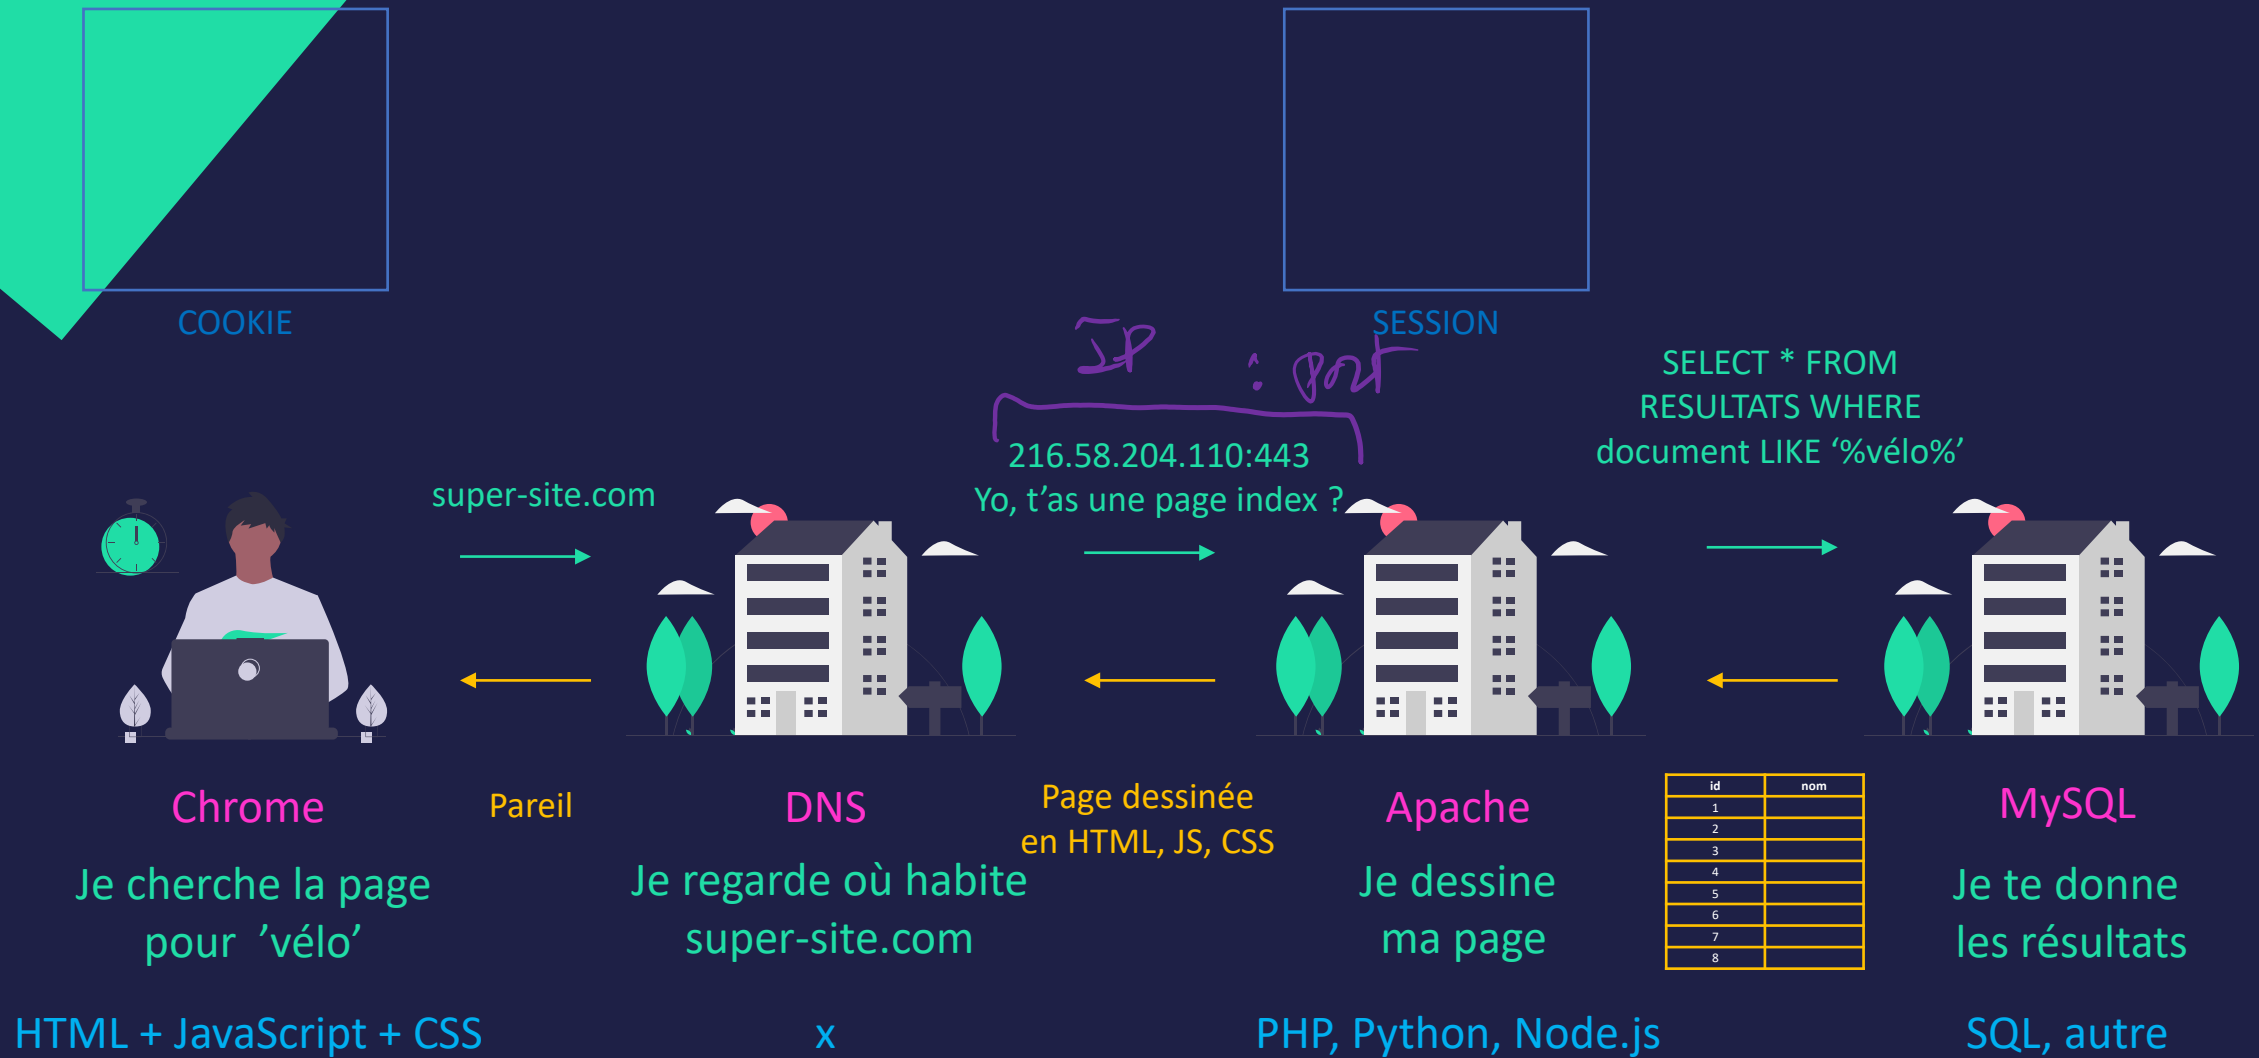 COOKIE
SESSION
IP : port
SELECT * FROM
RESULTATS WHERE
document LIKE ‘%vélo%’
216.58.204.110:443
Yo, t’as une page index ?
super-site.com
Chrome
Pareil
DNS
Page dessinée
en HTML, JS, CSS
Apache
id nom
1
2
3
4
5
6
7
8
MySQL
Je cherche la page
pour ’vélo’
Je regarde où habite
super-site.com
Je dessine
ma page
Je te donne
les résultats
HTML + JavaScript + CSS
x
PHP, Python, Node.js
SQL, autre